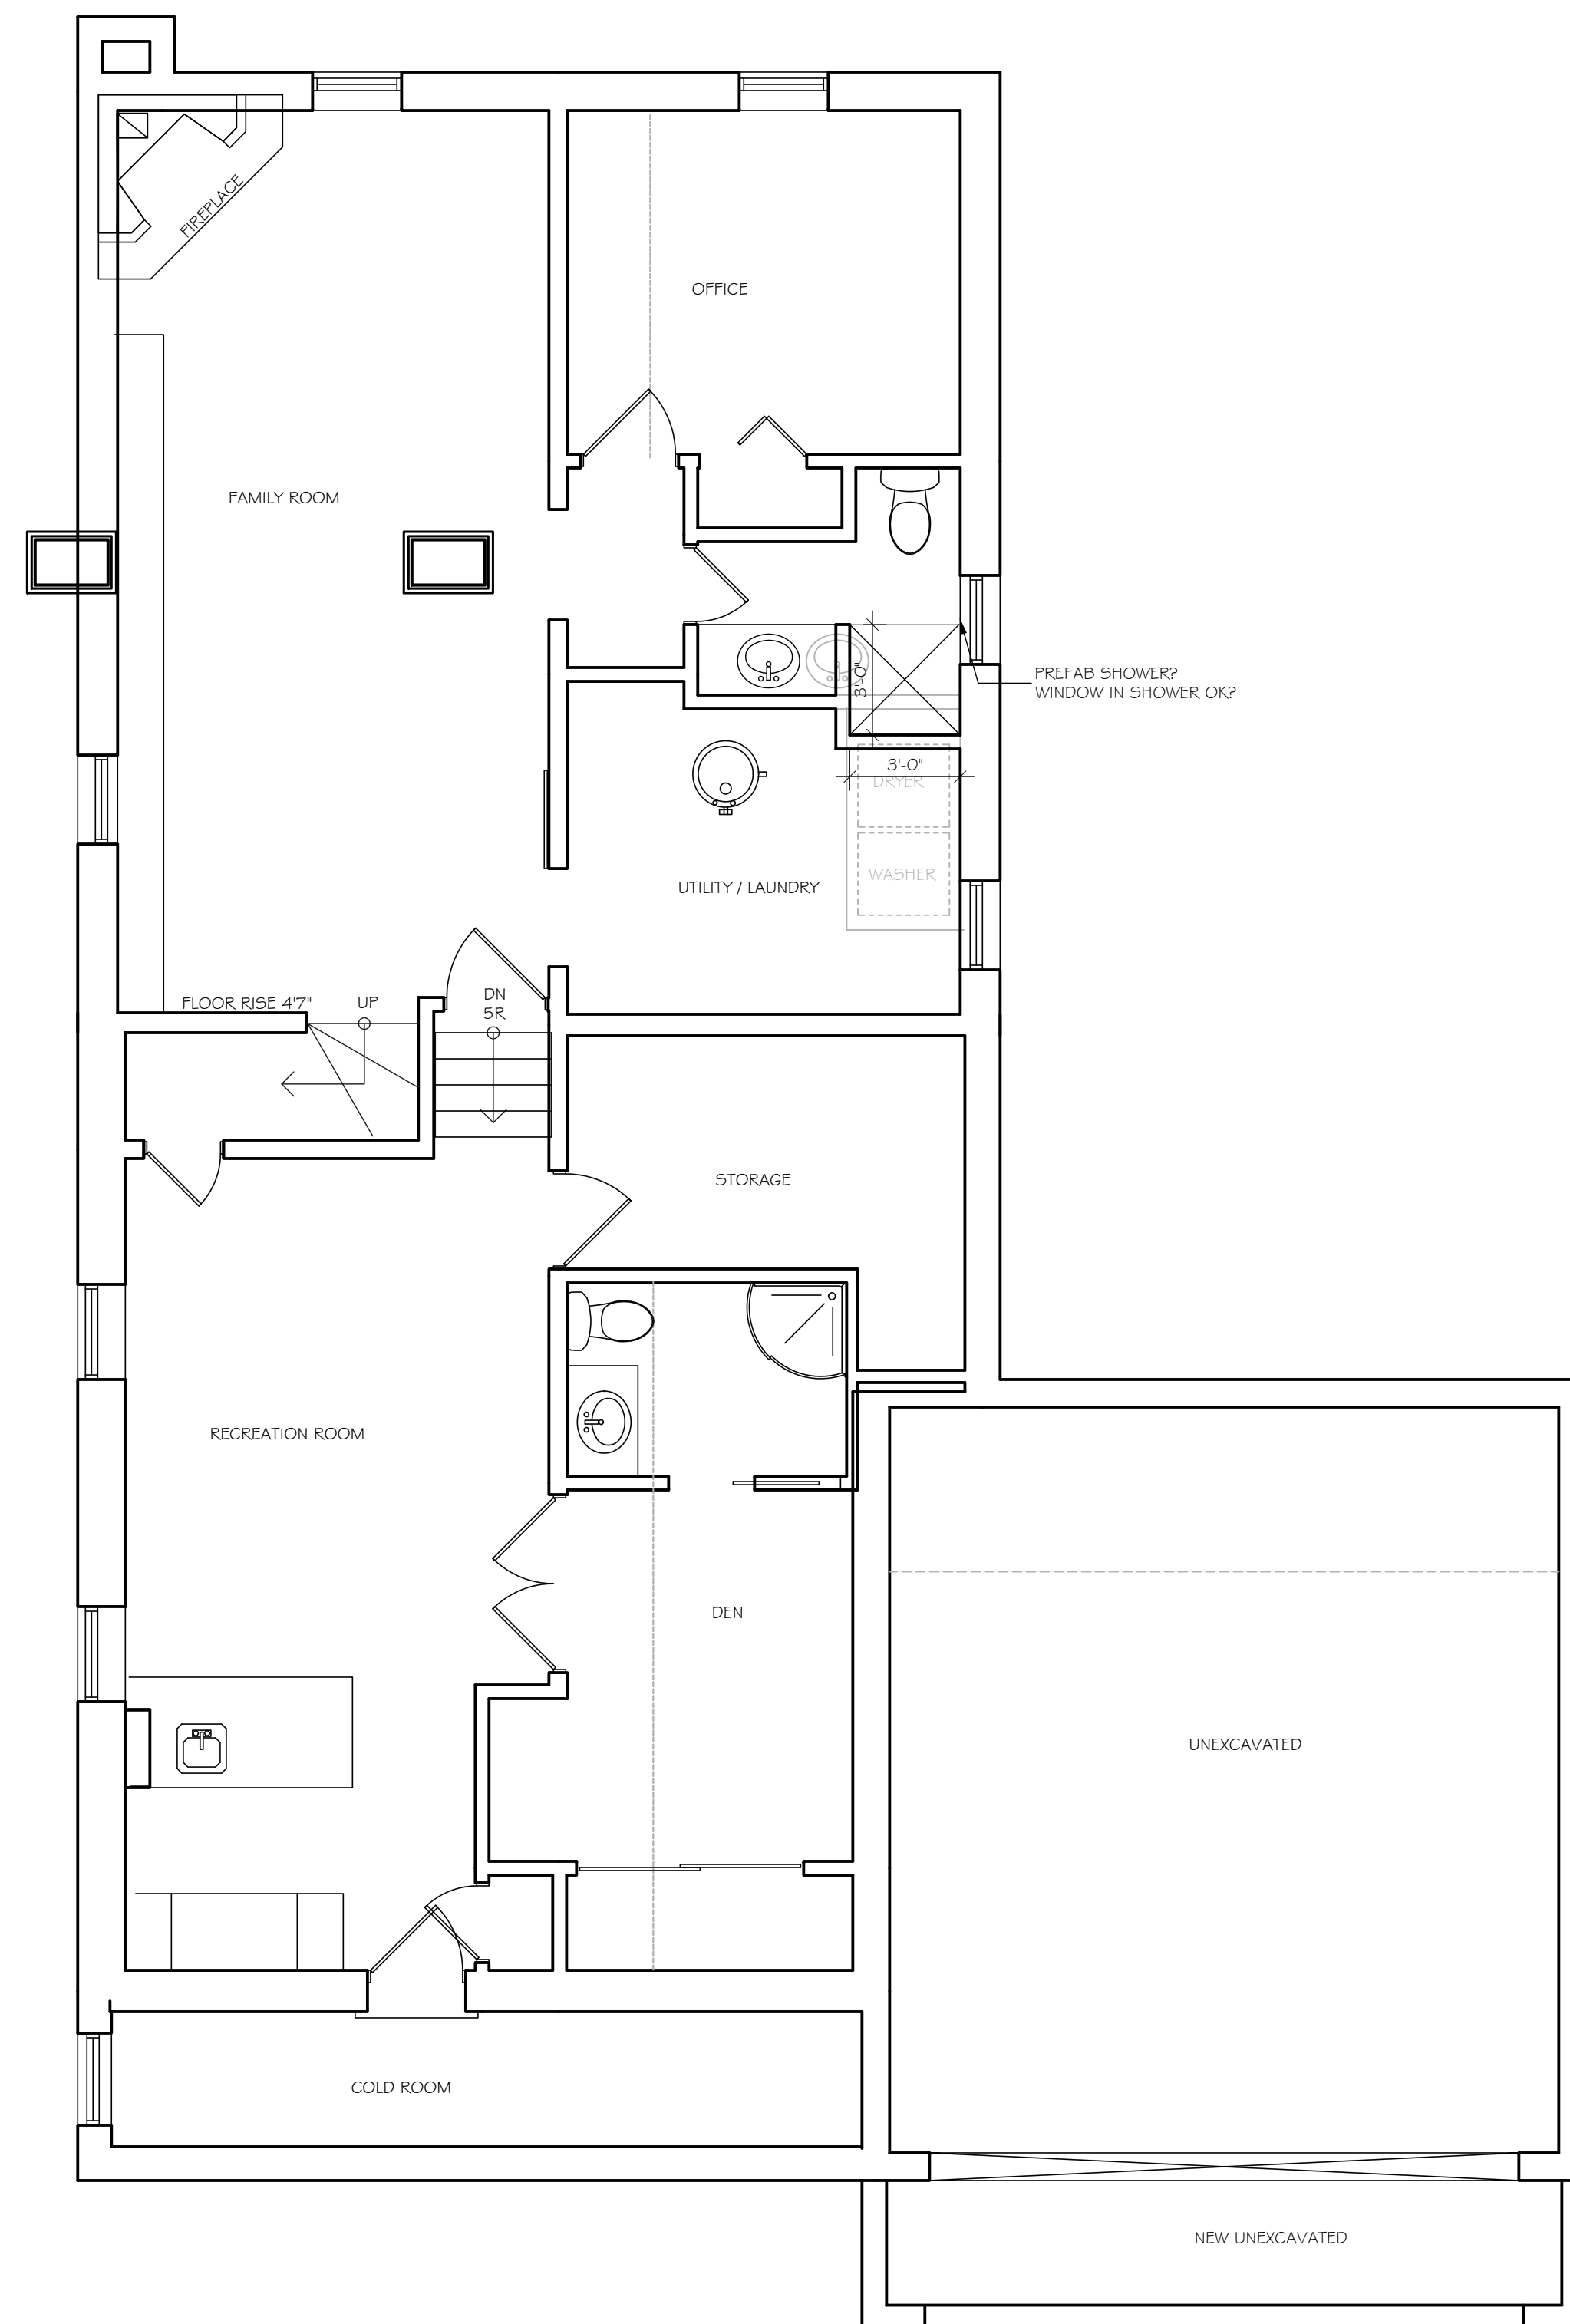 FIREPLACE
OFFICE
FAMILY ROOM
PREFAB SHOWER?
WINDOW IN SHOWER OK?
3'-0"
3'-0"
DRYER
WASHER
UTILITY / LAUNDRY
FLOOR RISE 4'7"
UP
DN
5R
STORAGE
RECREATION ROOM
DEN
UNEXCAVATED
COLD ROOM
NEW UNEXCAVATED